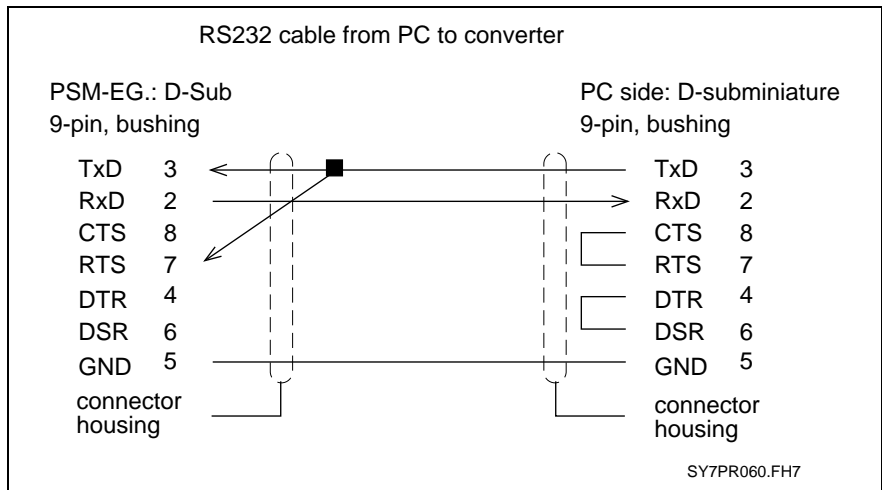 RS232 cable from PC to converter
PSM-EG.: D-Sub
9-pin, bushing
PC side: D-subminiature
9-pin, bushing
TxD 3
RxD 2
CTS 8
RTS 7
DTR 4
DSR 6
GND 5
connector
housing
TxD 3
RxD 2
CTS 8
RTS 7
DTR 4
DSR 6
GND 5
connector
housing
SY7PR060.FH7